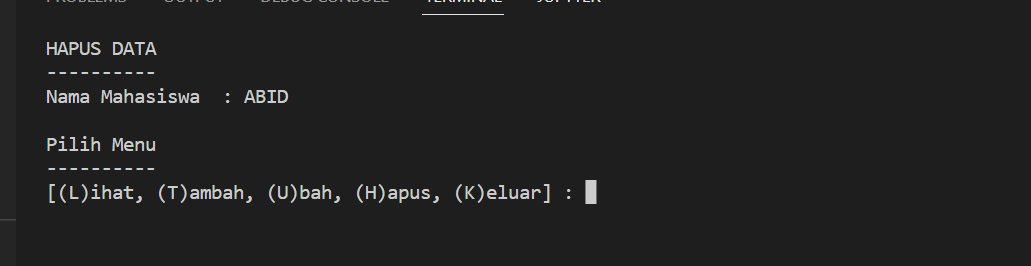 PROBLEMS OUTPUT DEBUG CONSOLE TERMINAL JUPYTER
HAPUS DATA
----------
Nama Mahasiswa  : ABID
Pilih Menu
----------
[(L)ihat, (T)ambah, (U)bah, (H)apus, (K)eluar] :